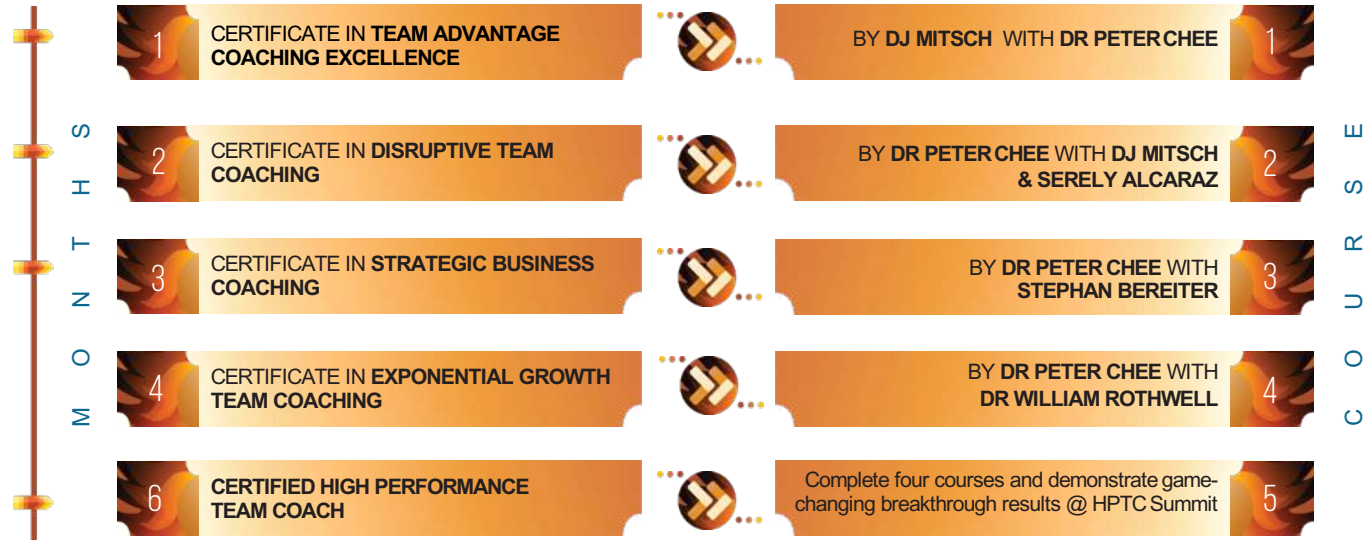 MONTHS
1
CERTIFICATE IN TEAM ADVANTAGE
COACHING EXCELLENCE
BY DJ MITSCH WITH DR PETER CHEE
1
2
CERTIFICATE IN DISRUPTIVE TEAM
COACHING
BY DR PETER CHEE WITH DJ MITSCH
& SERELY ALCARAZ
2
3
CERTIFICATE IN STRATEGIC BUSINESS
COACHING
BY DR PETER CHEE WITH
STEPHAN BEREITER
3
4
CERTIFICATE IN EXPONENTIAL GROWTH
TEAM COACHING
BY DR PETER CHEE WITH
DR WILLIAM ROTHWELL
4
6
CERTIFIED HIGH PERFORMANCE
TEAM COACH
Complete four courses and demonstrate game-
changing breakthrough results @ HPTC Summit
5
COURSE